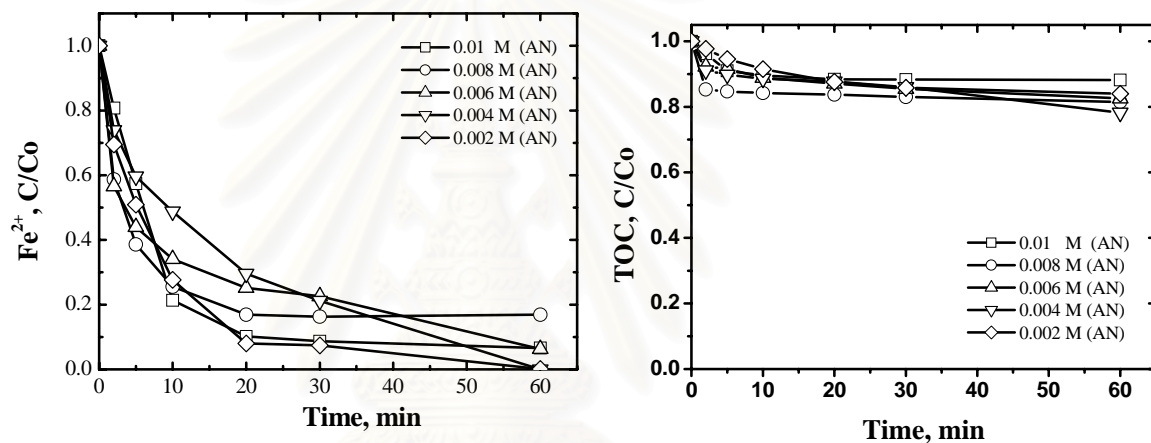 Fe²⁺, C/Co
1.0
0.8
0.6
0.4
0.2
0.0
0.01 M (AN)
0.008 M (AN)
0.006 M (AN)
0.004 M (AN)
0.002 M (AN)
0 10 20 30 40 50 60
Time, min
TOC, C/Co
1.0
0.8
0.6
0.4
0.2
0.0
0.01 M (AN)
0.008 M (AN)
0.006 M (AN)
0.004 M (AN)
0.002 M (AN)
0 10 20 30 40 50 60
Time, min